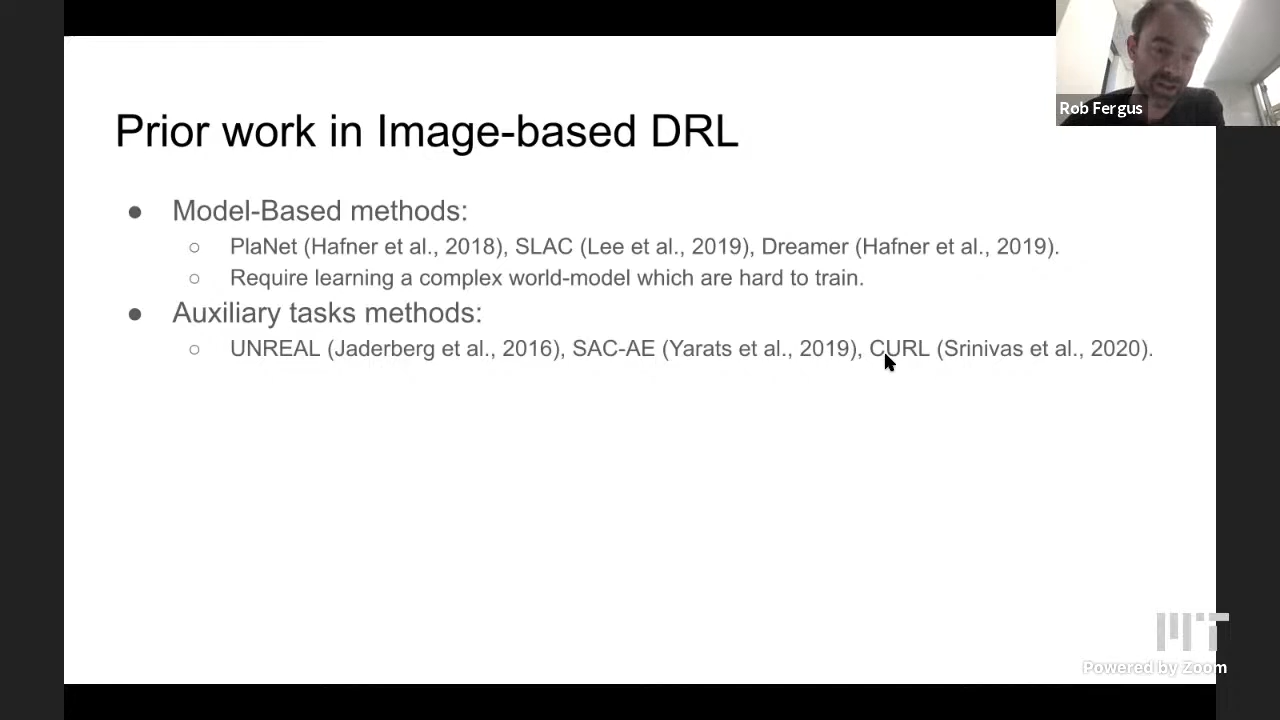 Rob Fergus
Prior work in Image-based DRL
● Model-Based methods:
○ PlaNet (Hafner et al., 2018), SLAC (Lee et al., 2019), Dreamer (Hafner et al., 2019).
○ Require learning a complex world-model which are hard to train.
● Auxiliary tasks methods:
○ UNREAL (Jaderberg et al., 2016), SAC-AE (Yarats et al., 2019), CURL (Srinivas et al., 2020).
MIT
Powered by Zoom